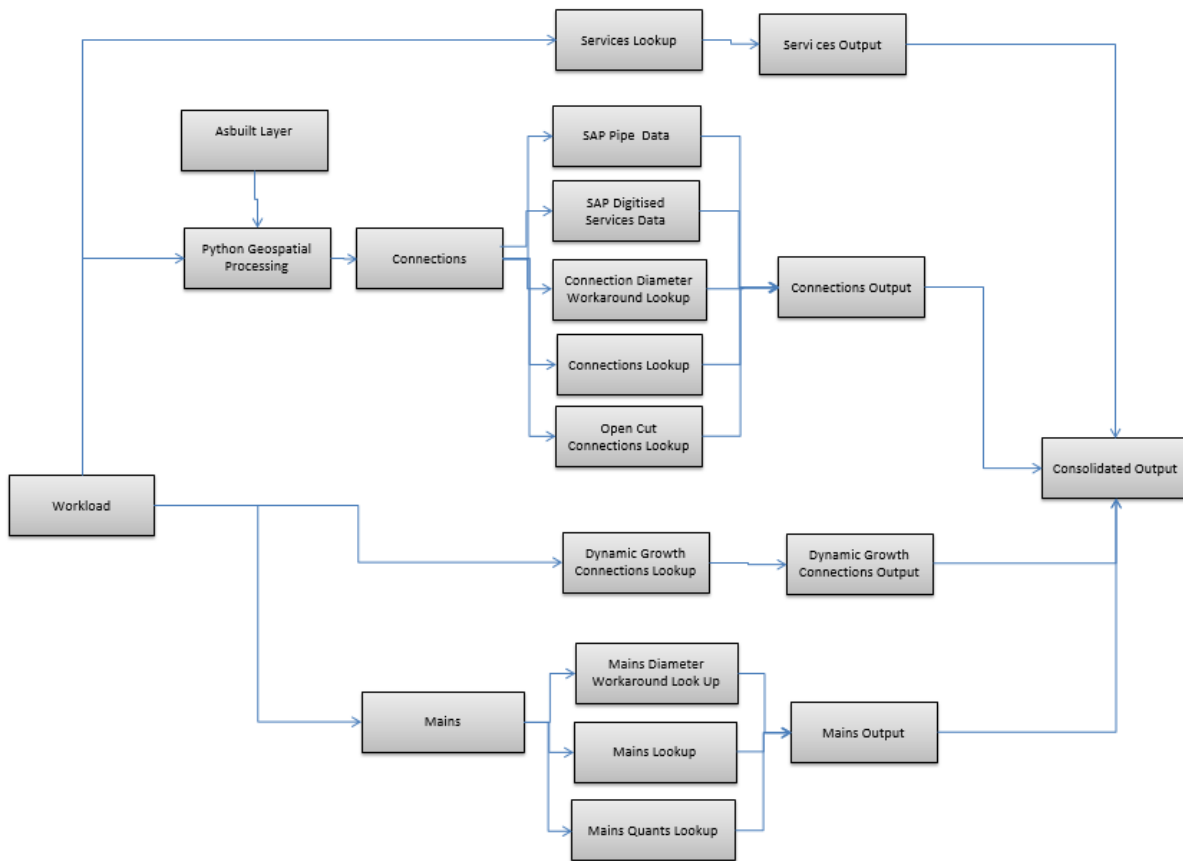 Services Lookup
Servi ces Output
Asbuilt Layer
SAP Pipe Data
SAP Digitised
Services Data
Python Geospatial
Processing
Connections
Connection Diameter
Workaround Lookup
Connections Output
Connections Lookup
Open Cut
Connections Lookup
Workload
Consolidated Output
Dynamic Growth
Connections Lookup
Dynamic Growth
Connections Output
Mains Diameter
Workaround Look Up
Mains
Mains Lookup
Mains Output
Mains Quants Lookup